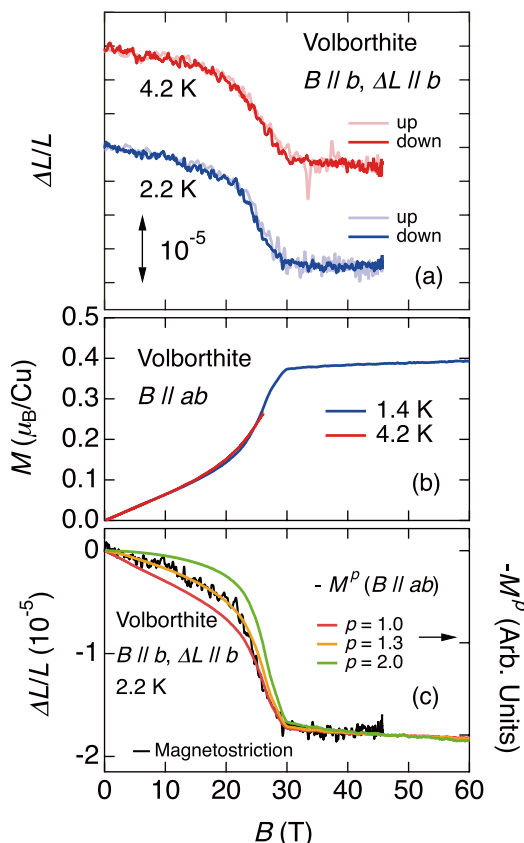 Volborthite
B // b, ΔL // b
4.2 K
up
down
2.2 K
up
down
10⁻⁵
(a)
ΔL/L
0.5
0.4
0.3
0.2
0.1
0.0
M (μB/Cu)
Volborthite
B // ab
1.4 K
4.2 K
(b)
0
-1
-2
ΔL/L (10⁻⁵)
- Mᵖ (B // ab)
p = 1.0
p = 1.3
p = 2.0
Volborthite
B // b, ΔL // b
2.2 K
(c)
Magnetostriction
-Mᵖ (Arb. Units)
0 10 20 30 40 50 60
B (T)